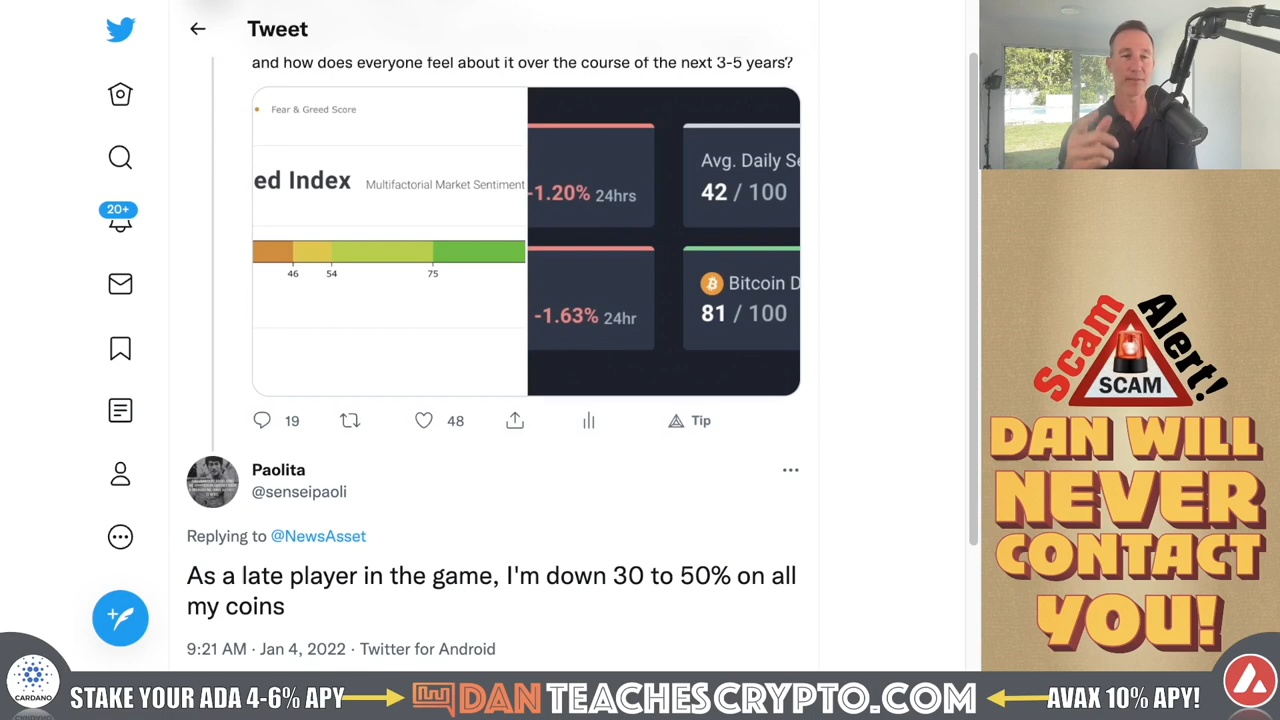 Tweet
and how does everyone feel about it over the course of the next 3-5 years?
Fear & Greed Score
ed Index Multifactorial Market Sentiment
46 54 75
-1.20% 24hrs
Avg. Daily Se
42 / 100
-1.63% 24hr
Bitcoin D
81 / 100
20+
19
48
Tip
Paolita
@senseipaoli
Replying to @NewsAsset
As a late player in the game, I'm down 30 to 50% on all
my coins
9:21 AM · Jan 4, 2022 · Twitter for Android
Scam Alert!
SCAM
DAN WILL
NEVER
CONTACT
YOU!
CARDANO
STAKE YOUR ADA 4-6% APY
DANTEACHESCRYPTO.COM
AVAX 10% APY!